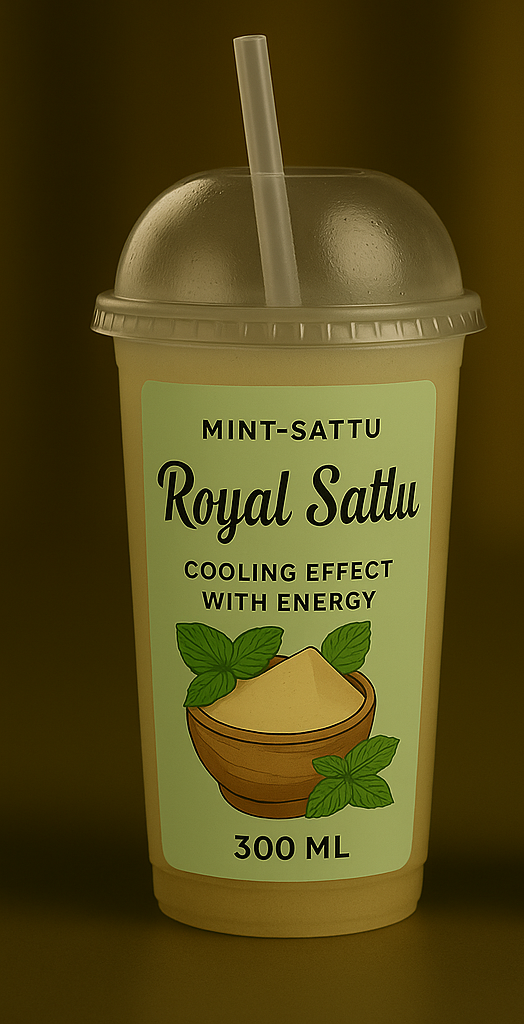 MINT-SATTU
Royal Sattu
COOLING EFFECT
WITH ENERGY
300 ML